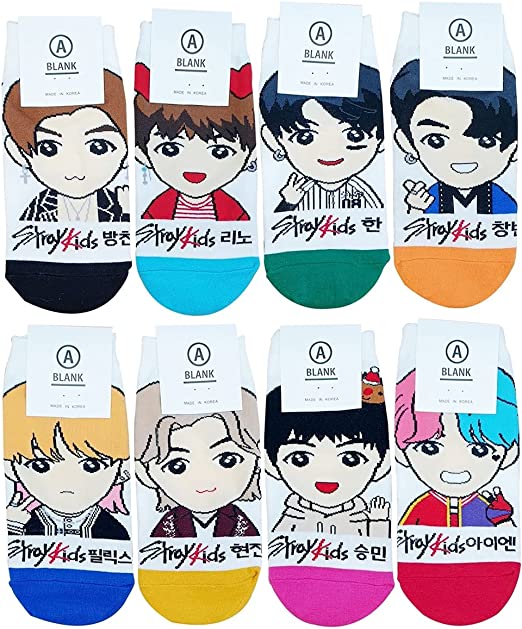 A
BLANK
MADE IN KOREA
A
BLANK
MADE IN KOREA
A
BLANK
MADE IN KOREA
A
BLANK
MADE IN KOREA
StrayKids 방찬
StrayKids 리노
StrayKids 한
StrayKids 창빈
A
BLANK
MADE IN KOREA
A
BLANK
MADE IN KOREA
A
BLANK
MADE IN KOREA
A
BLANK
MADE IN KOREA
StrayKids 필릭스
StrayKids 현진
StrayKids 승민
StrayKids 아이엔